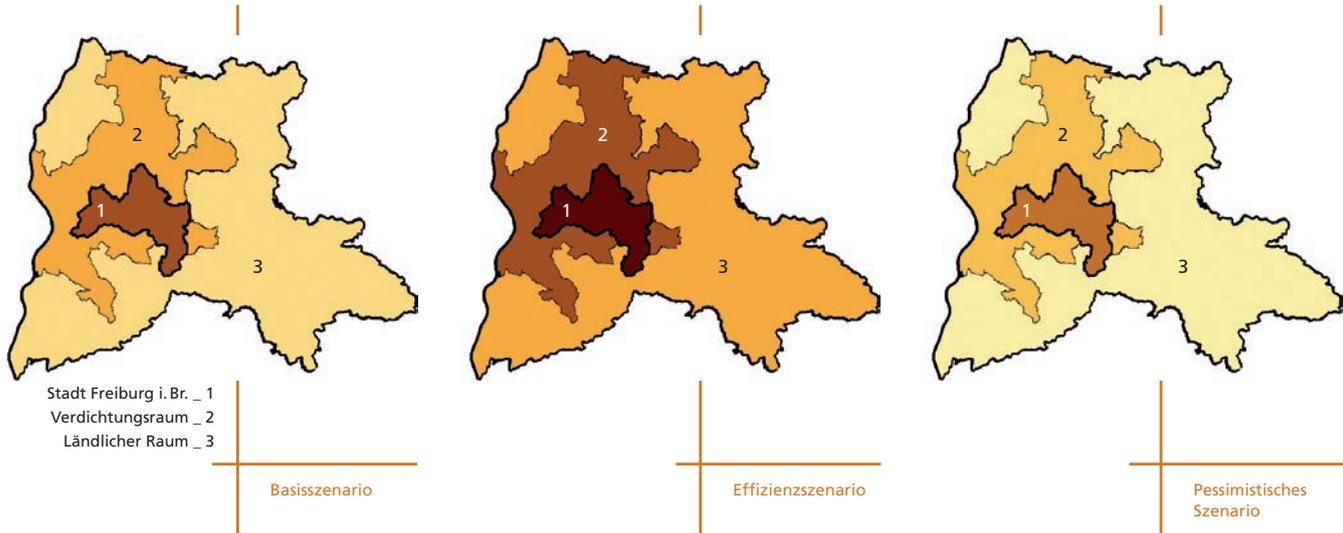 2
1
3
2
1
3
2
1
3
Stadt Freiburg i. Br. _ 1
Verdichtungsraum _ 2
Ländlicher Raum _ 3
Basisszenario
Effizienzszenario
Pessimistisches
Szenario